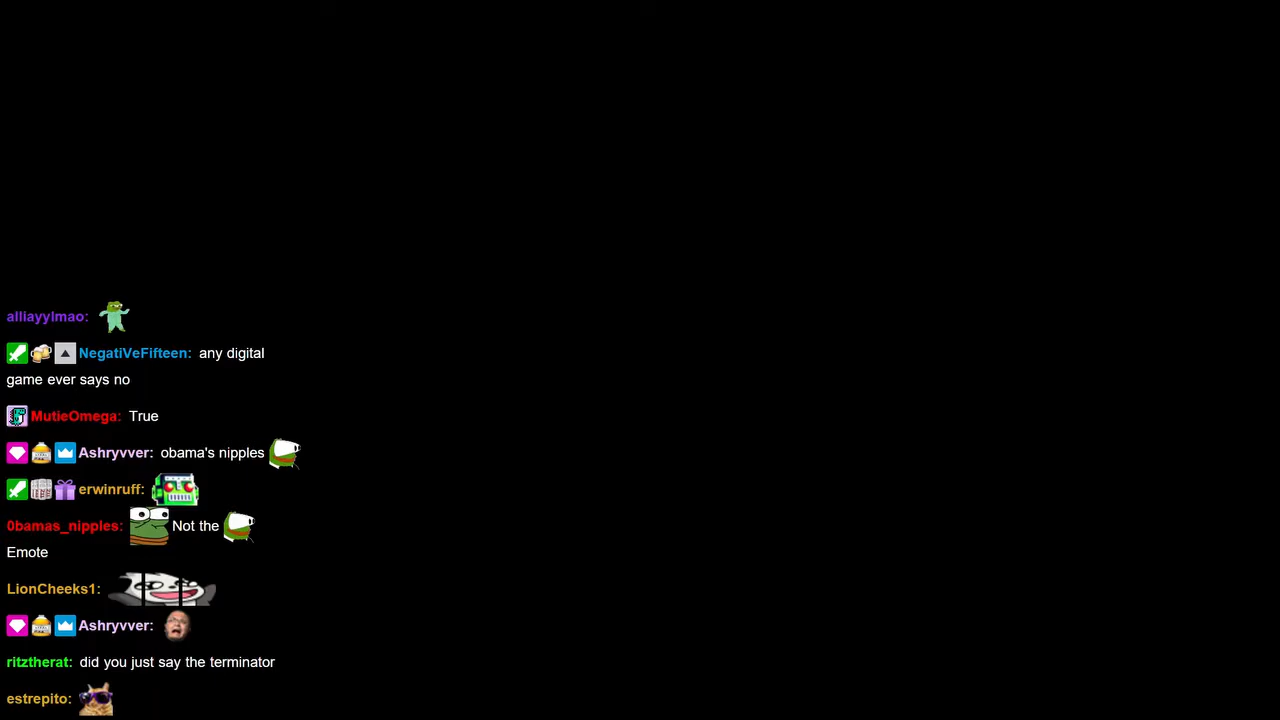 alliayylmao:
NegatiVeFifteen: any digital
game ever says no
MutieOmega: True
Ashryvver: obama's nipples
erwinruff:
0bamas_nipples: Not the
Emote
LionCheeks1:
Ashryvver:
ritztherat: did you just say the terminator
estrepito: